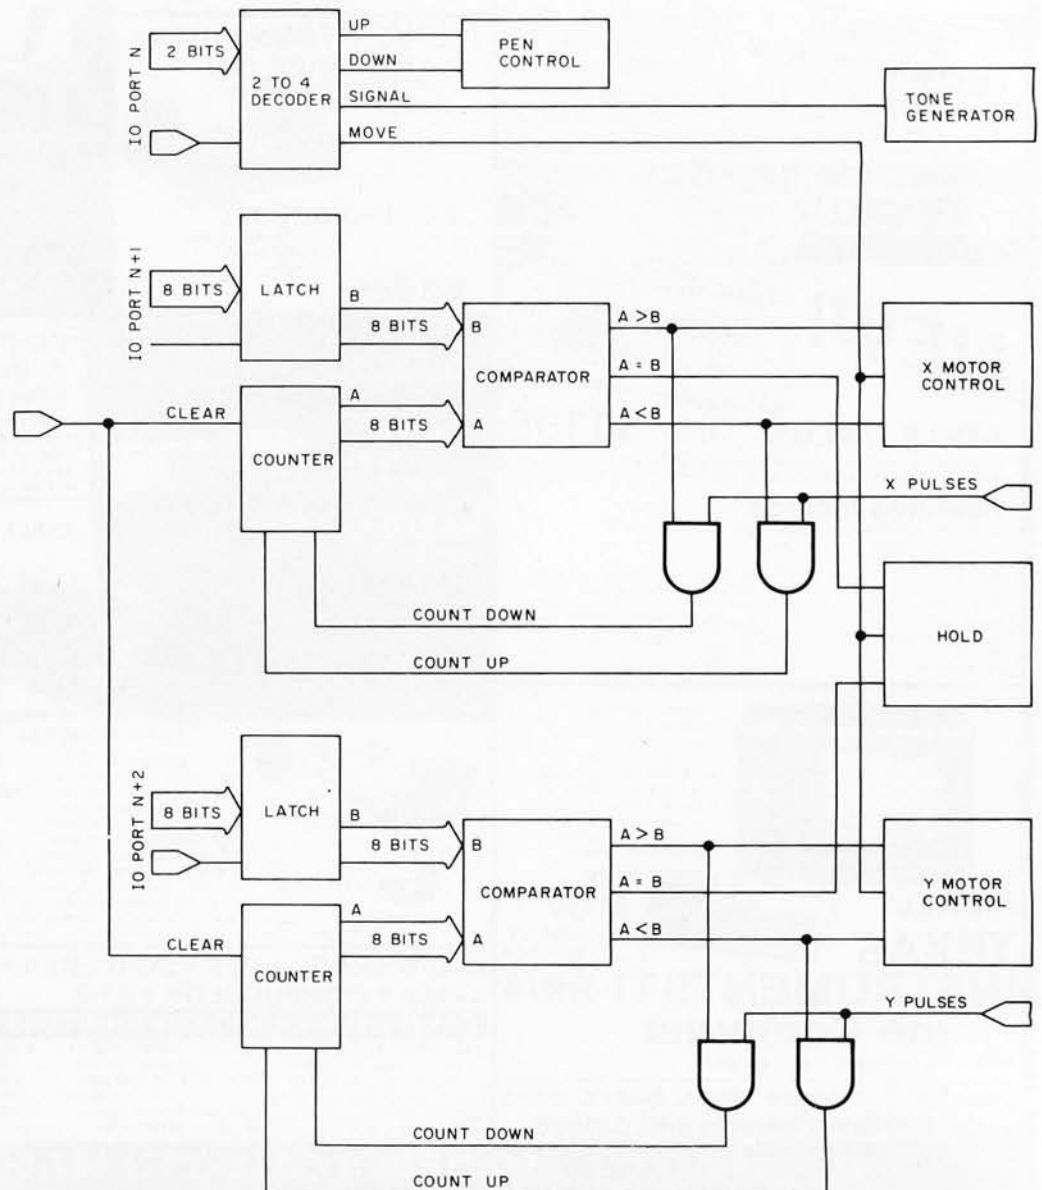 UP
2 BITS
DOWN
PEN
CONTROL
IO PORT N
2 TO 4
DECODER
SIGNAL
TONE
GENERATOR
MOVE
IO PORT N+1
8 BITS
LATCH
B
8 BITS
B
A > B
COMPARATOR
A = B
X MOTOR
CONTROL
A
CLEAR
8 BITS
A
A < B
COUNTER
X PULSES
COUNT DOWN
HOLD
COUNT UP
IO PORT N+2
8 BITS
LATCH
B
8 BITS
B
A > B
COMPARATOR
A = B
Y MOTOR
CONTROL
A
CLEAR
8 BITS
A
A < B
COUNTER
Y PULSES
COUNT DOWN
COUNT UP